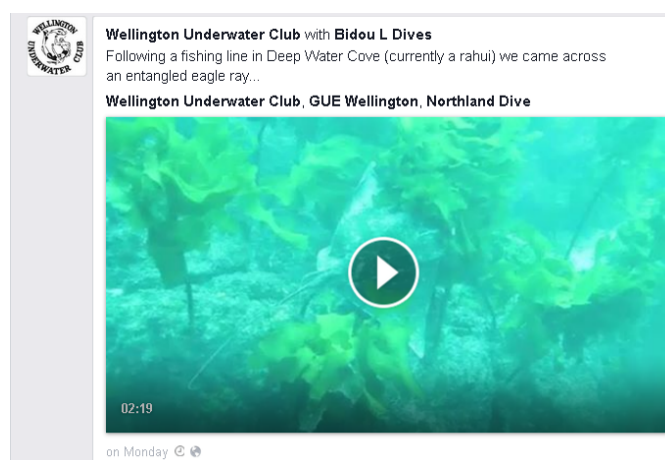 WELLINGTON
UNDERWATER CLUB
Wellington Underwater Club with Bidou L Dives
Following a fishing line in Deep Water Cove (currently a rahui) we came across
an entangled eagle ray...
Wellington Underwater Club, GUE Wellington, Northland Dive
02:19
on Monday